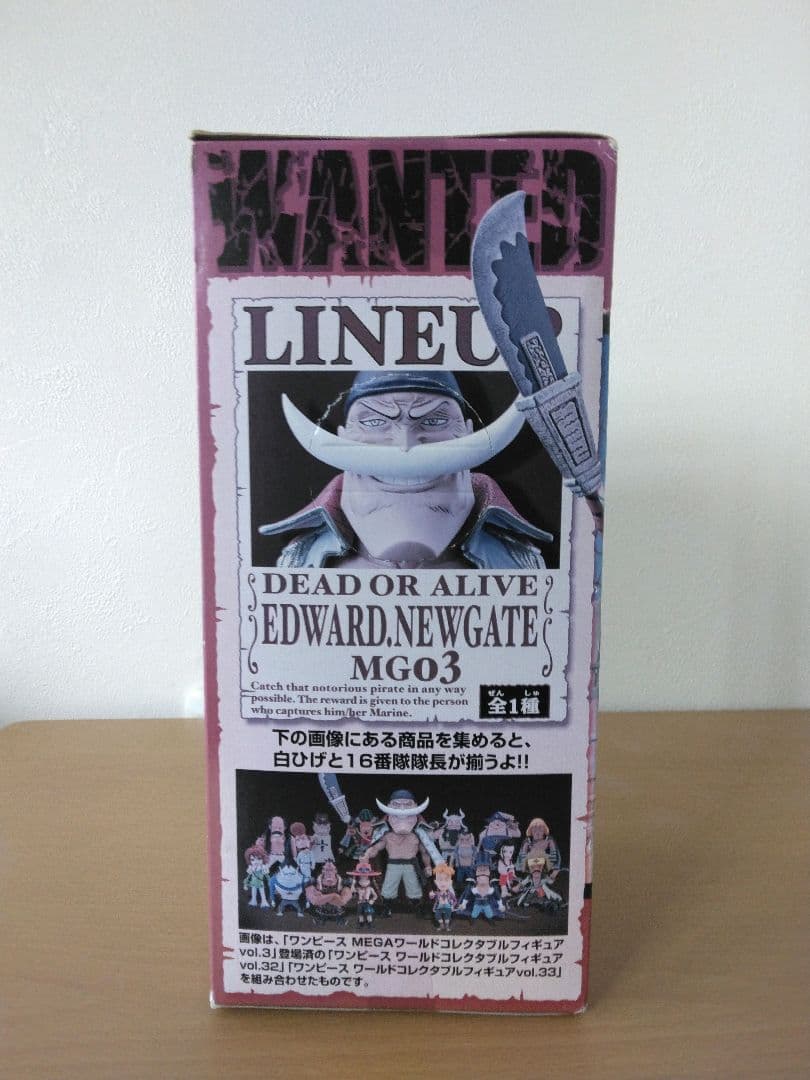 WANTED
LINEUP
DEAD OR ALIVE
EDWARD.NEWGATE
MG03
Catch that notorious pirate in any way
possible. The reward is given to the person
who captures him/her Marine.
ぜん しゅ
全1種
下の画像にある商品を集めると、
白ひげと16番隊隊長が揃うよ!!
画像は、「ワンピース MEGAワールドコレクタブルフィギュア
vol.3」登場済の「ワンピース ワールドコレクタブルフィギュア
vol.32」「ワンピース ワールドコレクタブルフィギュアvol.33」
を組み合わせたものです。